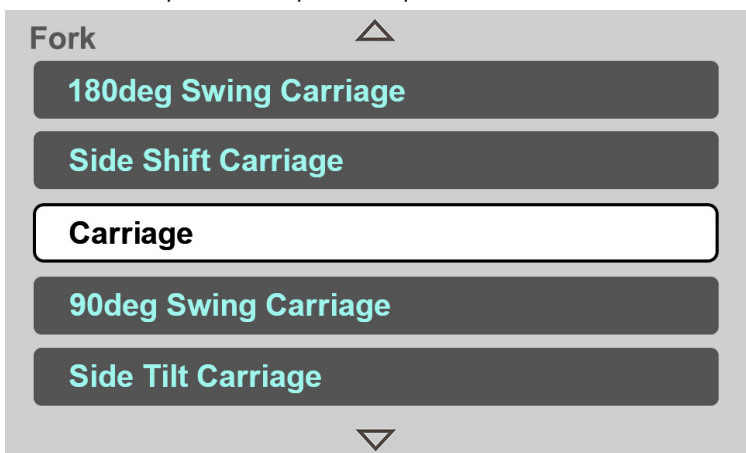 Fork
180deg Swing Carriage
Side Shift Carriage
Carriage
90deg Swing Carriage
Side Tilt Carriage